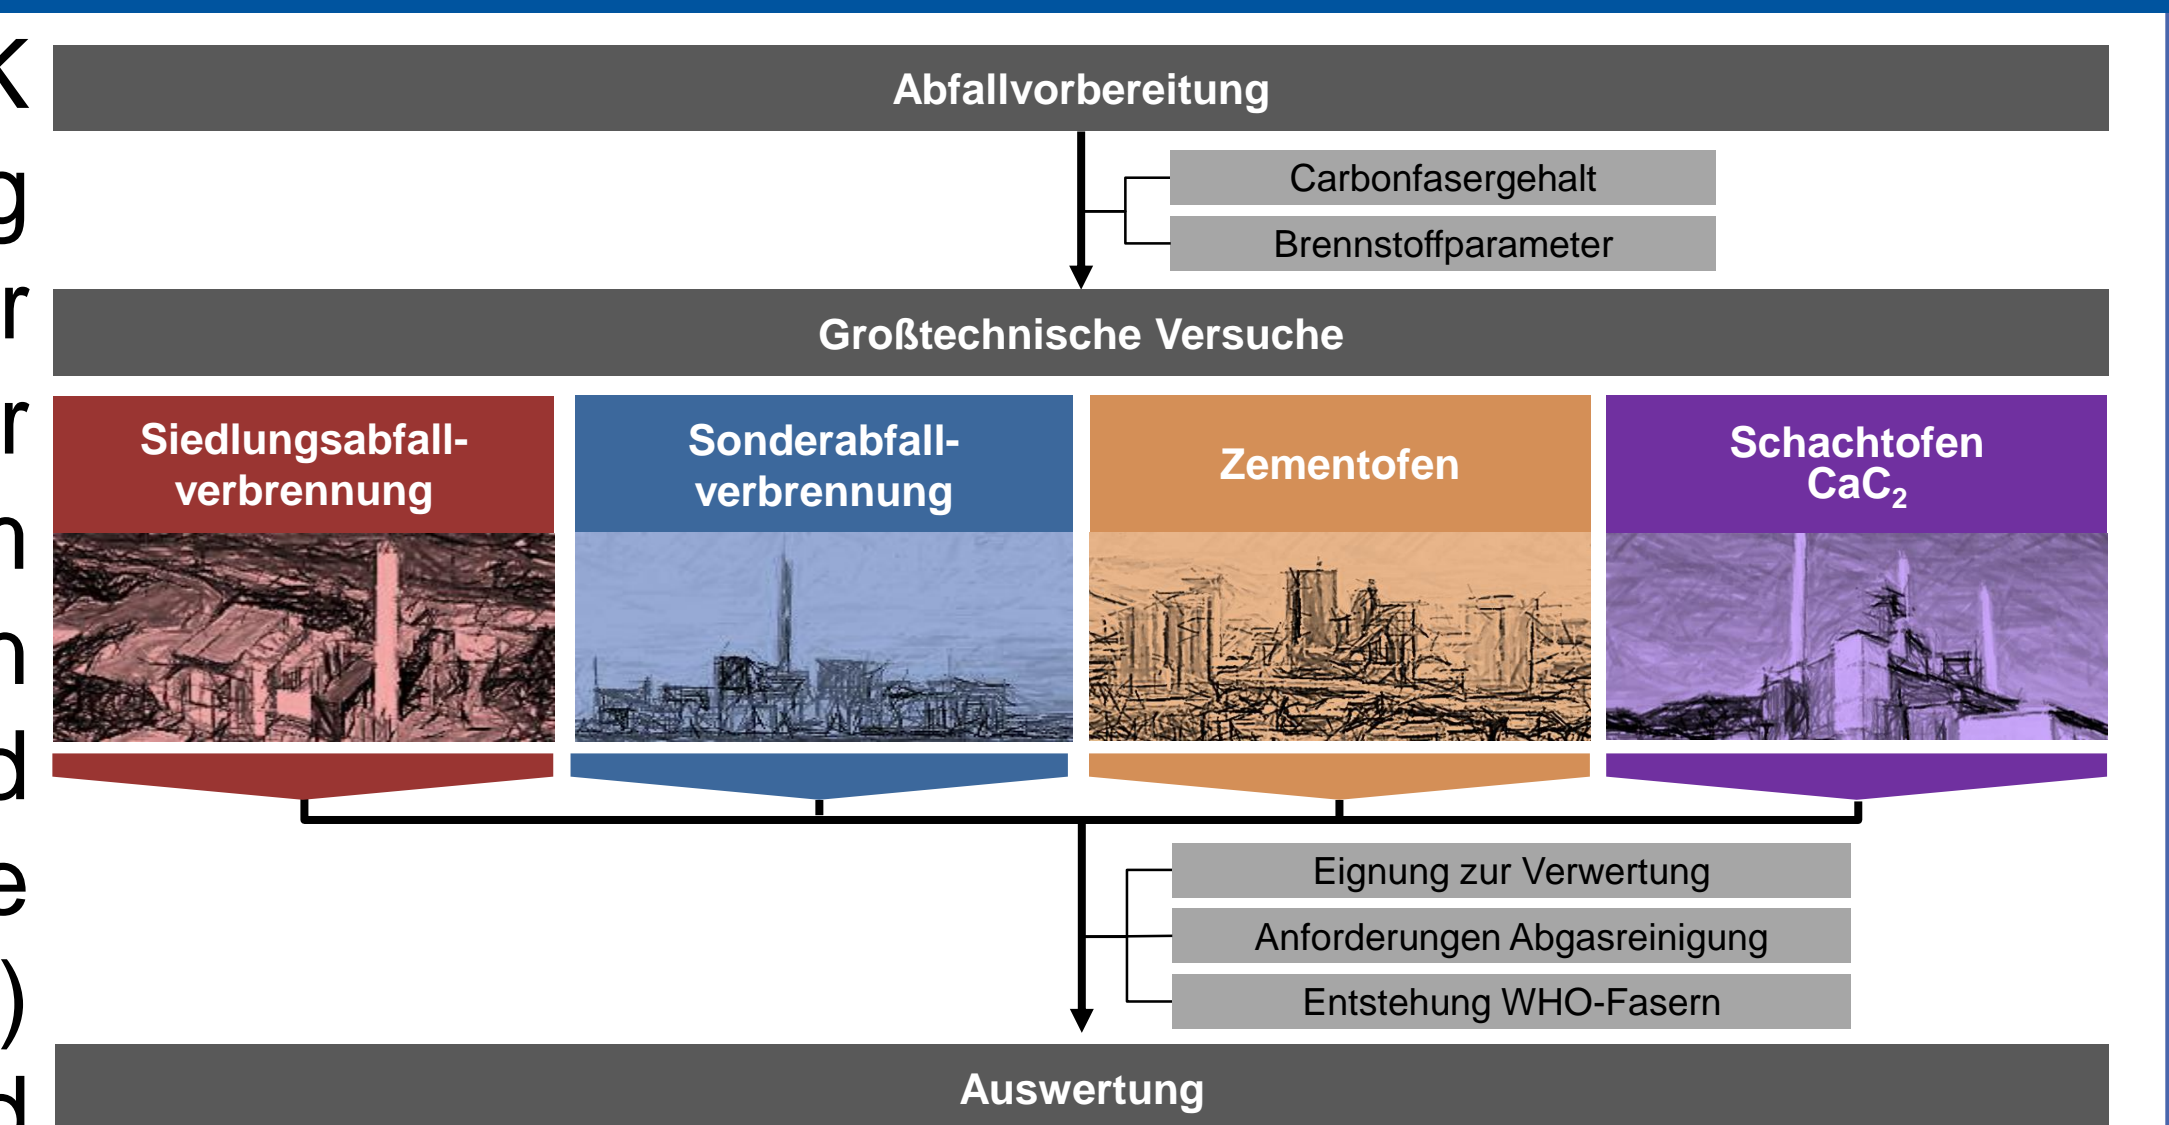 K
g
r
r
n
n
d
e
)
d
Abfallvorbereitung
Carbonfasergehalt
Brennstoffparameter
Großtechnische Versuche
Siedlungsabfall-
verbrennung
Sonderabfall-
verbrennung
Zementofen
Schachtofen
CaC₂
Eignung zur Verwertung
Anforderungen Abgasreinigung
Entstehung WHO-Fasern
Auswertung